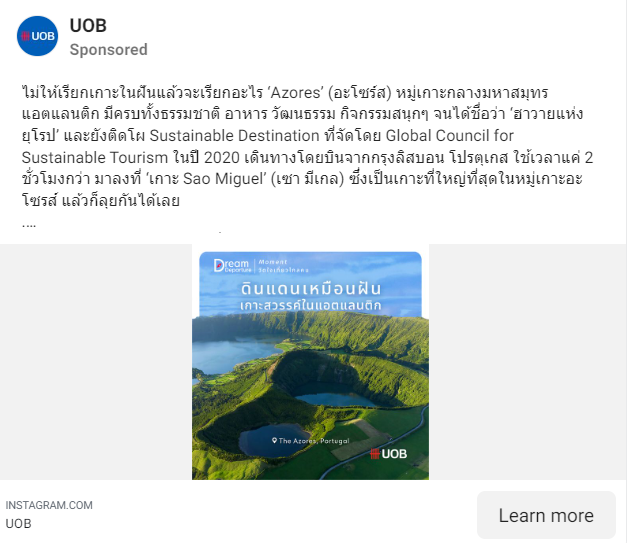 UOB
UOB
Sponsored
ไม่ให้เรียกเกาะในฝันแล้วจะเรียกอะไร ‘Azores’ (อะโซร์ส) หมู่เกาะกลางมหาสมุทร
แอตแลนติก มีครบทั้งธรรมชาติ อาหาร วัฒนธรรม กิจกรรมสนุกๆ จนได้ชื่อว่า ‘ฮาวายแห่ง
ยุโรป’ และยังติดโผ Sustainable Destination ที่จัดโดย Global Council for
Sustainable Tourism ในปี 2020 เดินทางโดยบินจากกรุงลิสบอน โปรตุเกส ใช้เวลาแค่ 2
ชั่วโมงกว่า มาลงที่ ‘เกาะ Sao Miguel’ (เซา มีเกล) ซึ่งเป็นเกาะที่ใหญ่ที่สุดในหมู่เกาะอะ
โซรส์ แล้วก็ลุยกันได้เลย
....
Dream
Departure
Moment
ดินแดนเหมือนฝัน
เกาะสวรรค์ในแอตแลนติก
The Azores, Portugal
UOB
INSTAGRAM.COM
UOB
Learn more